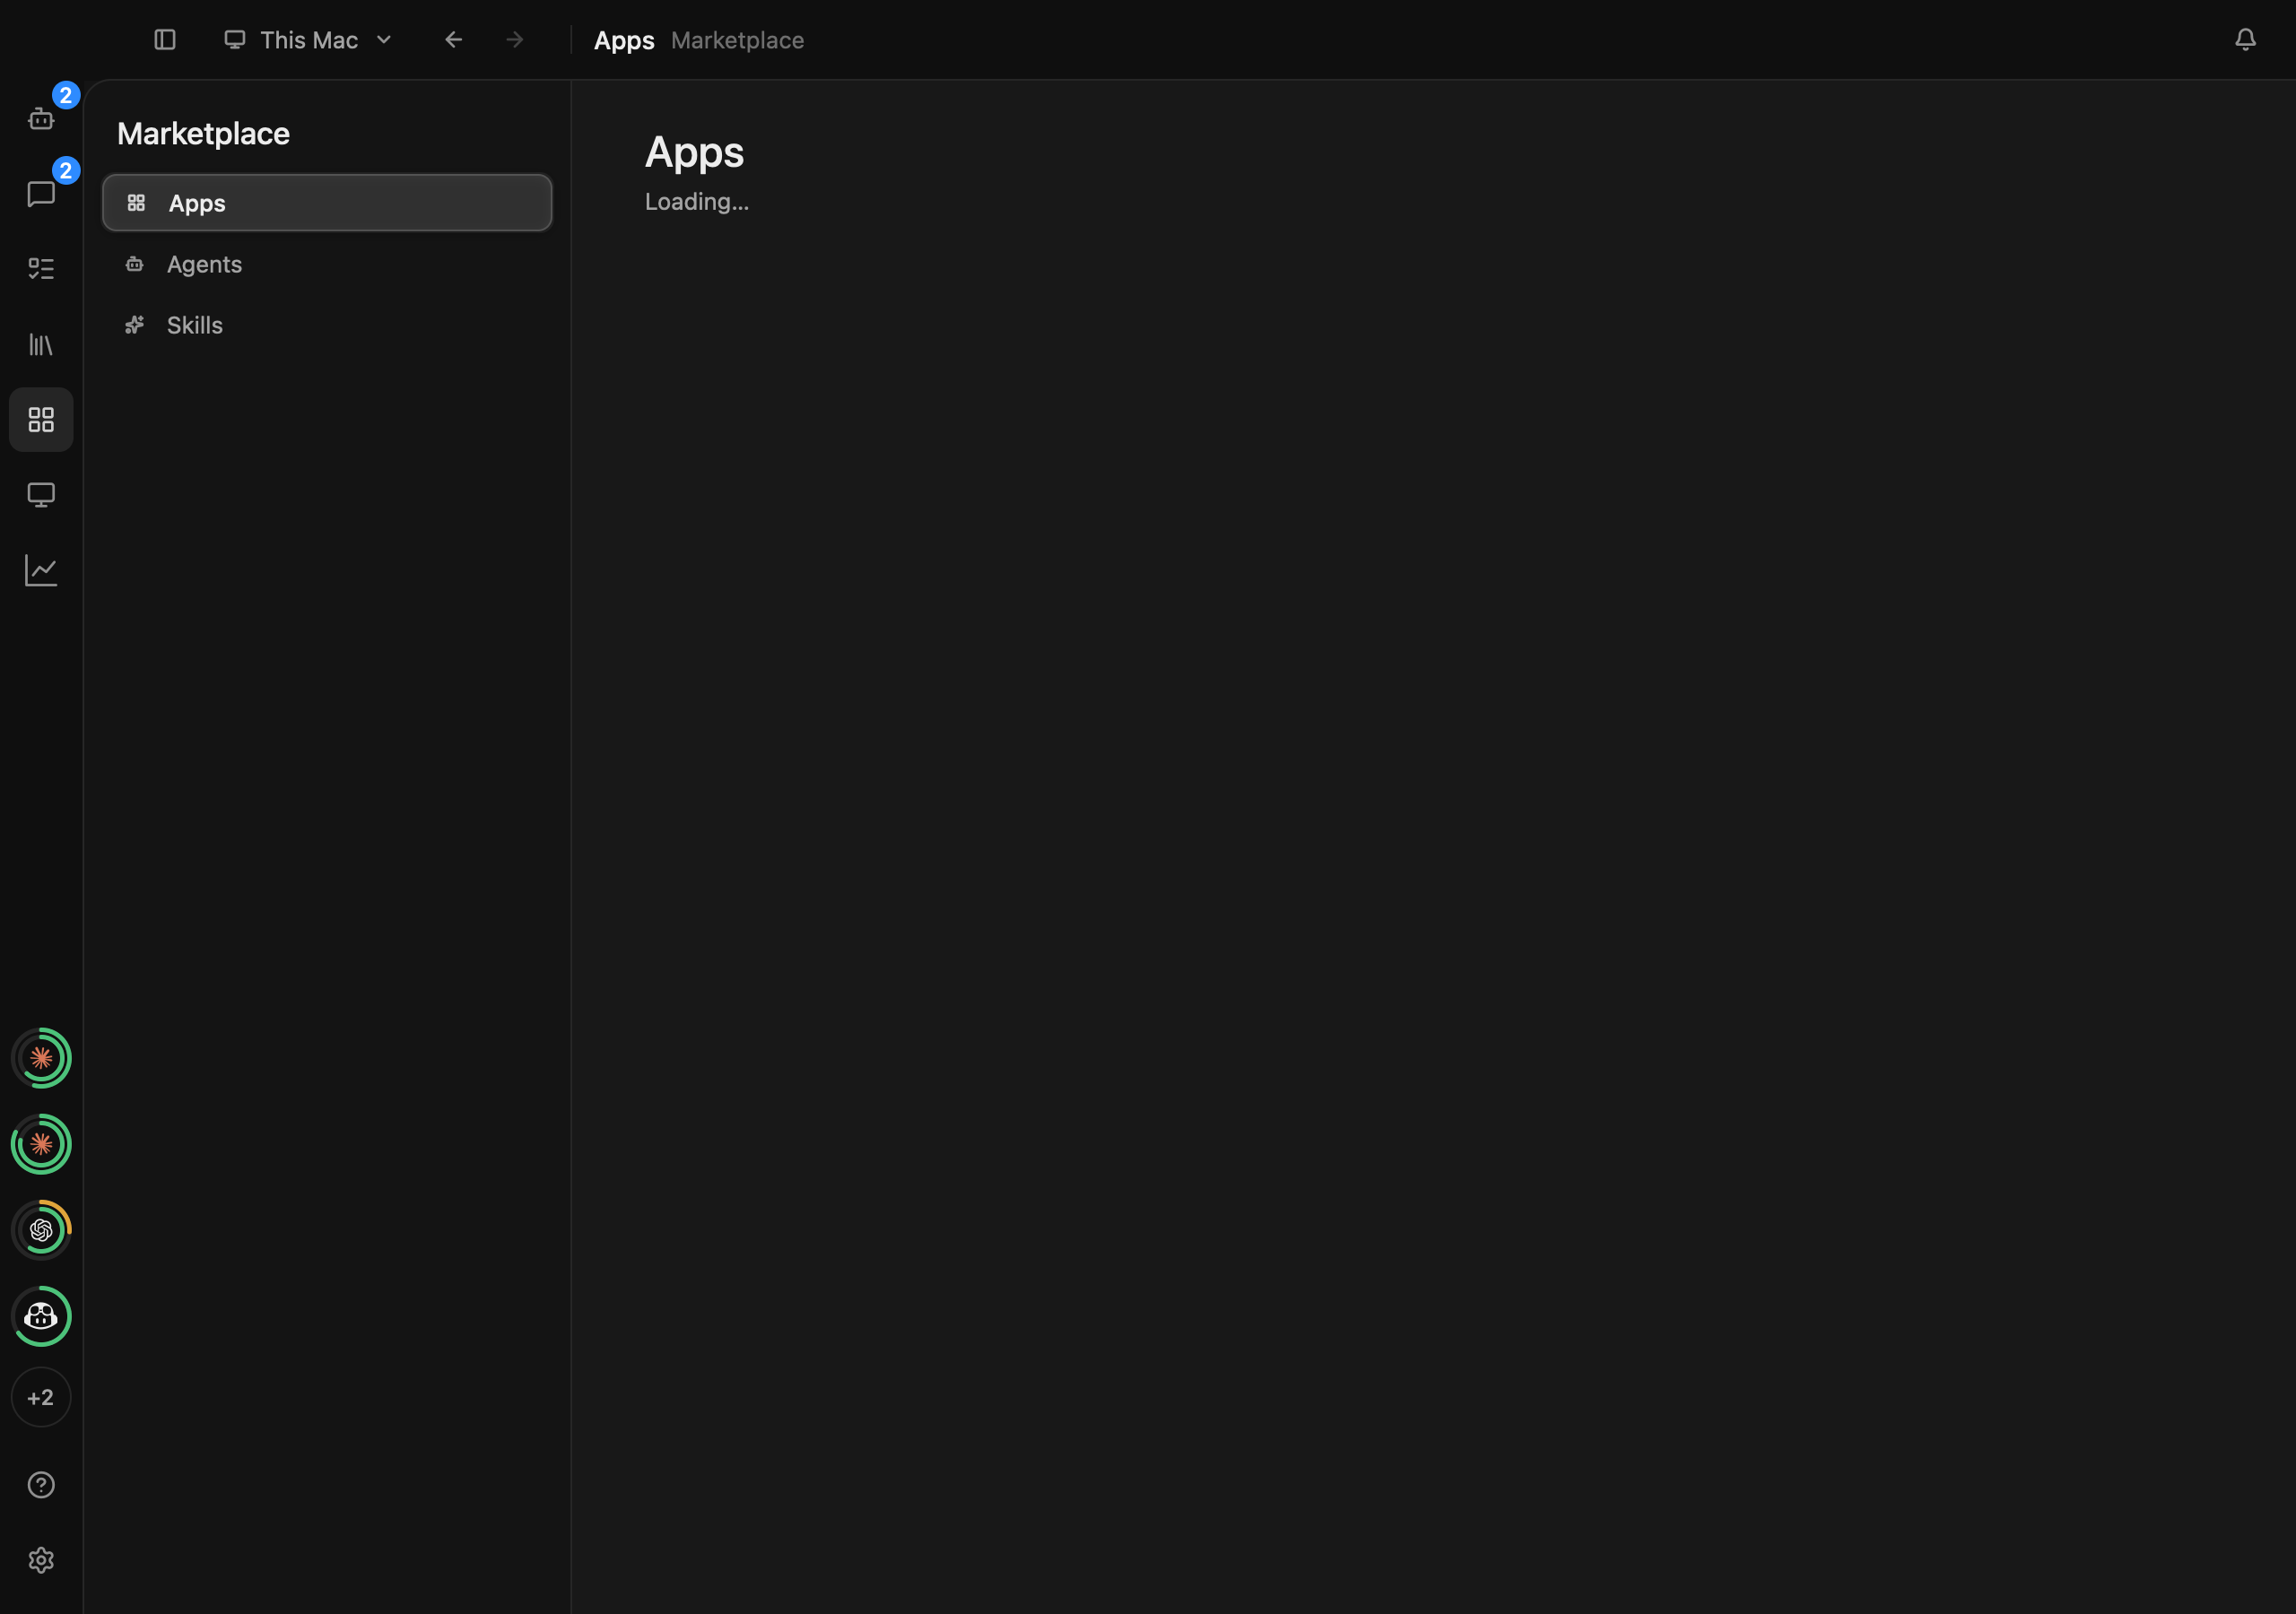 This Mac
Apps Marketplace
2
2
Marketplace
Apps
Agents
Skills
Apps
Loading...
+2